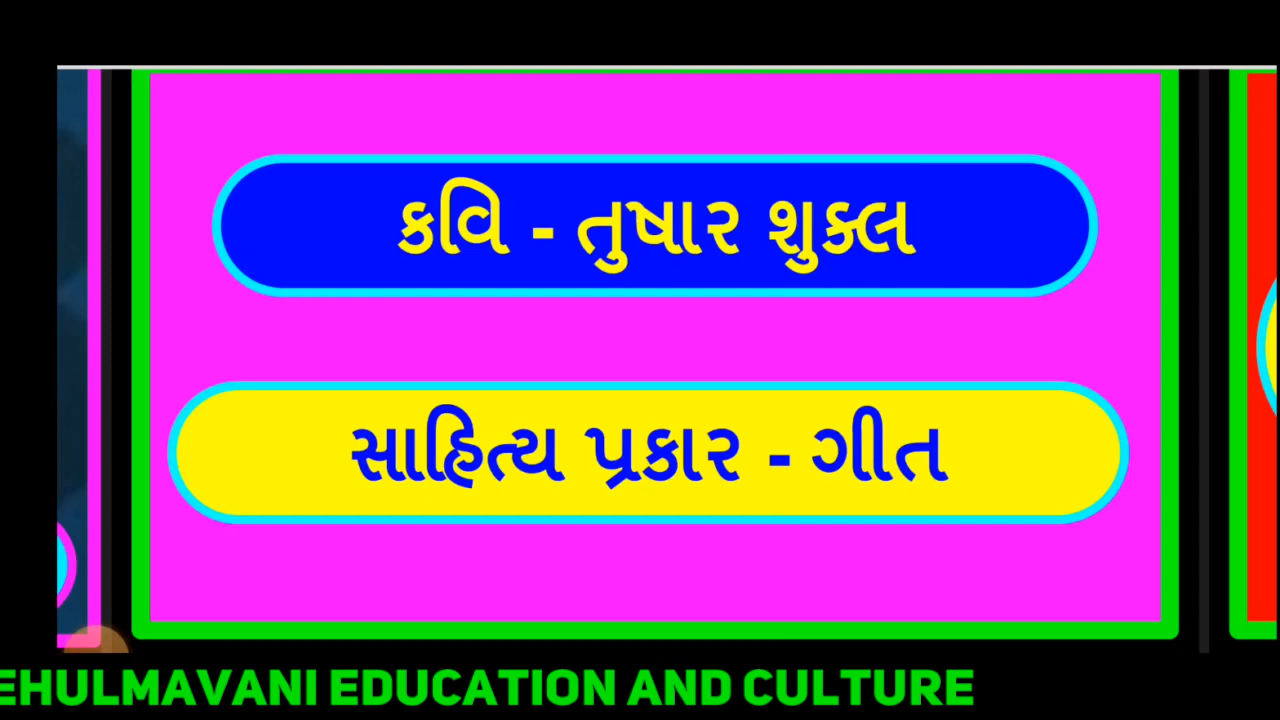 કવિ - તુષાર શુક્લ
સાહિત્ય પ્રકાર - ગીત
EHULMAVANI EDUCATION AND CULTURE